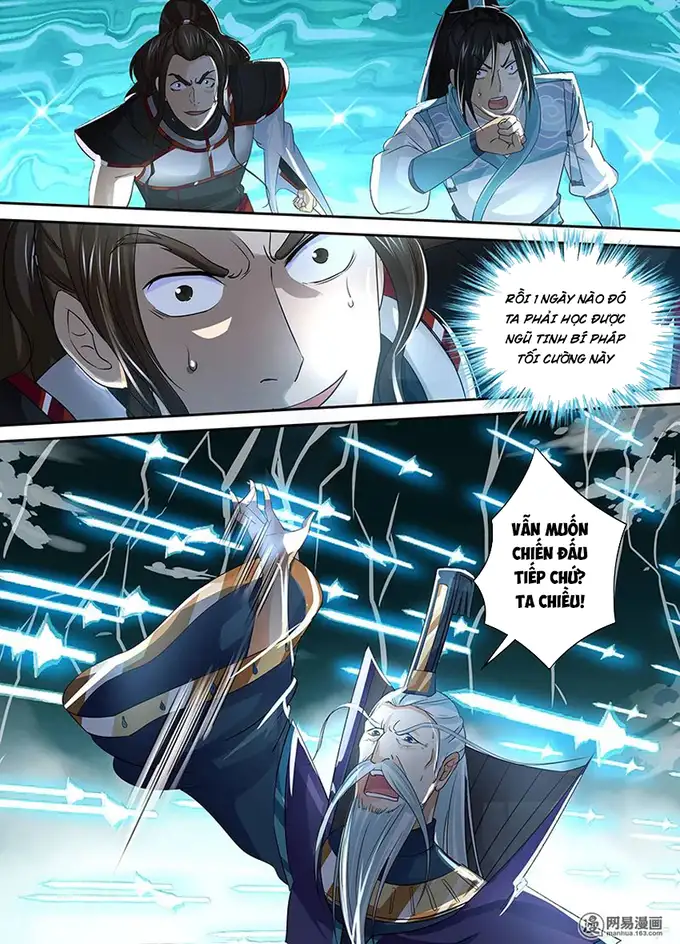 RỒI 1 NGÀY NÀO ĐÓ
TA PHẢI HỌC ĐƯỢC
NGŨ TINH BÍ PHÁP
TỐI CƯỜNG NÀY
VẪN MUỐN
CHIẾN ĐẤU
TIẾP CHỨ?
TA CHIỀU!
网易漫画
manhua.163.com